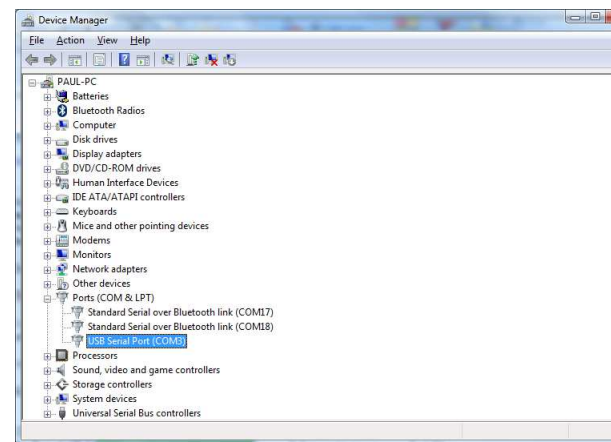 Device Manager
File Action View Help
PAUL-PC
Batteries
Bluetooth Radios
Computer
Disk drives
Display adapters
DVD/CD-ROM drives
Human Interface Devices
IDE ATA/ATAPI controllers
Keyboards
Mice and other pointing devices
Modems
Monitors
Network adapters
Other devices
Ports (COM & LPT)
Standard Serial over Bluetooth link (COM17)
Standard Serial over Bluetooth link (COM18)
USB Serial Port (COM3)
Processors
Sound, video and game controllers
Storage controllers
System devices
Universal Serial Bus controllers